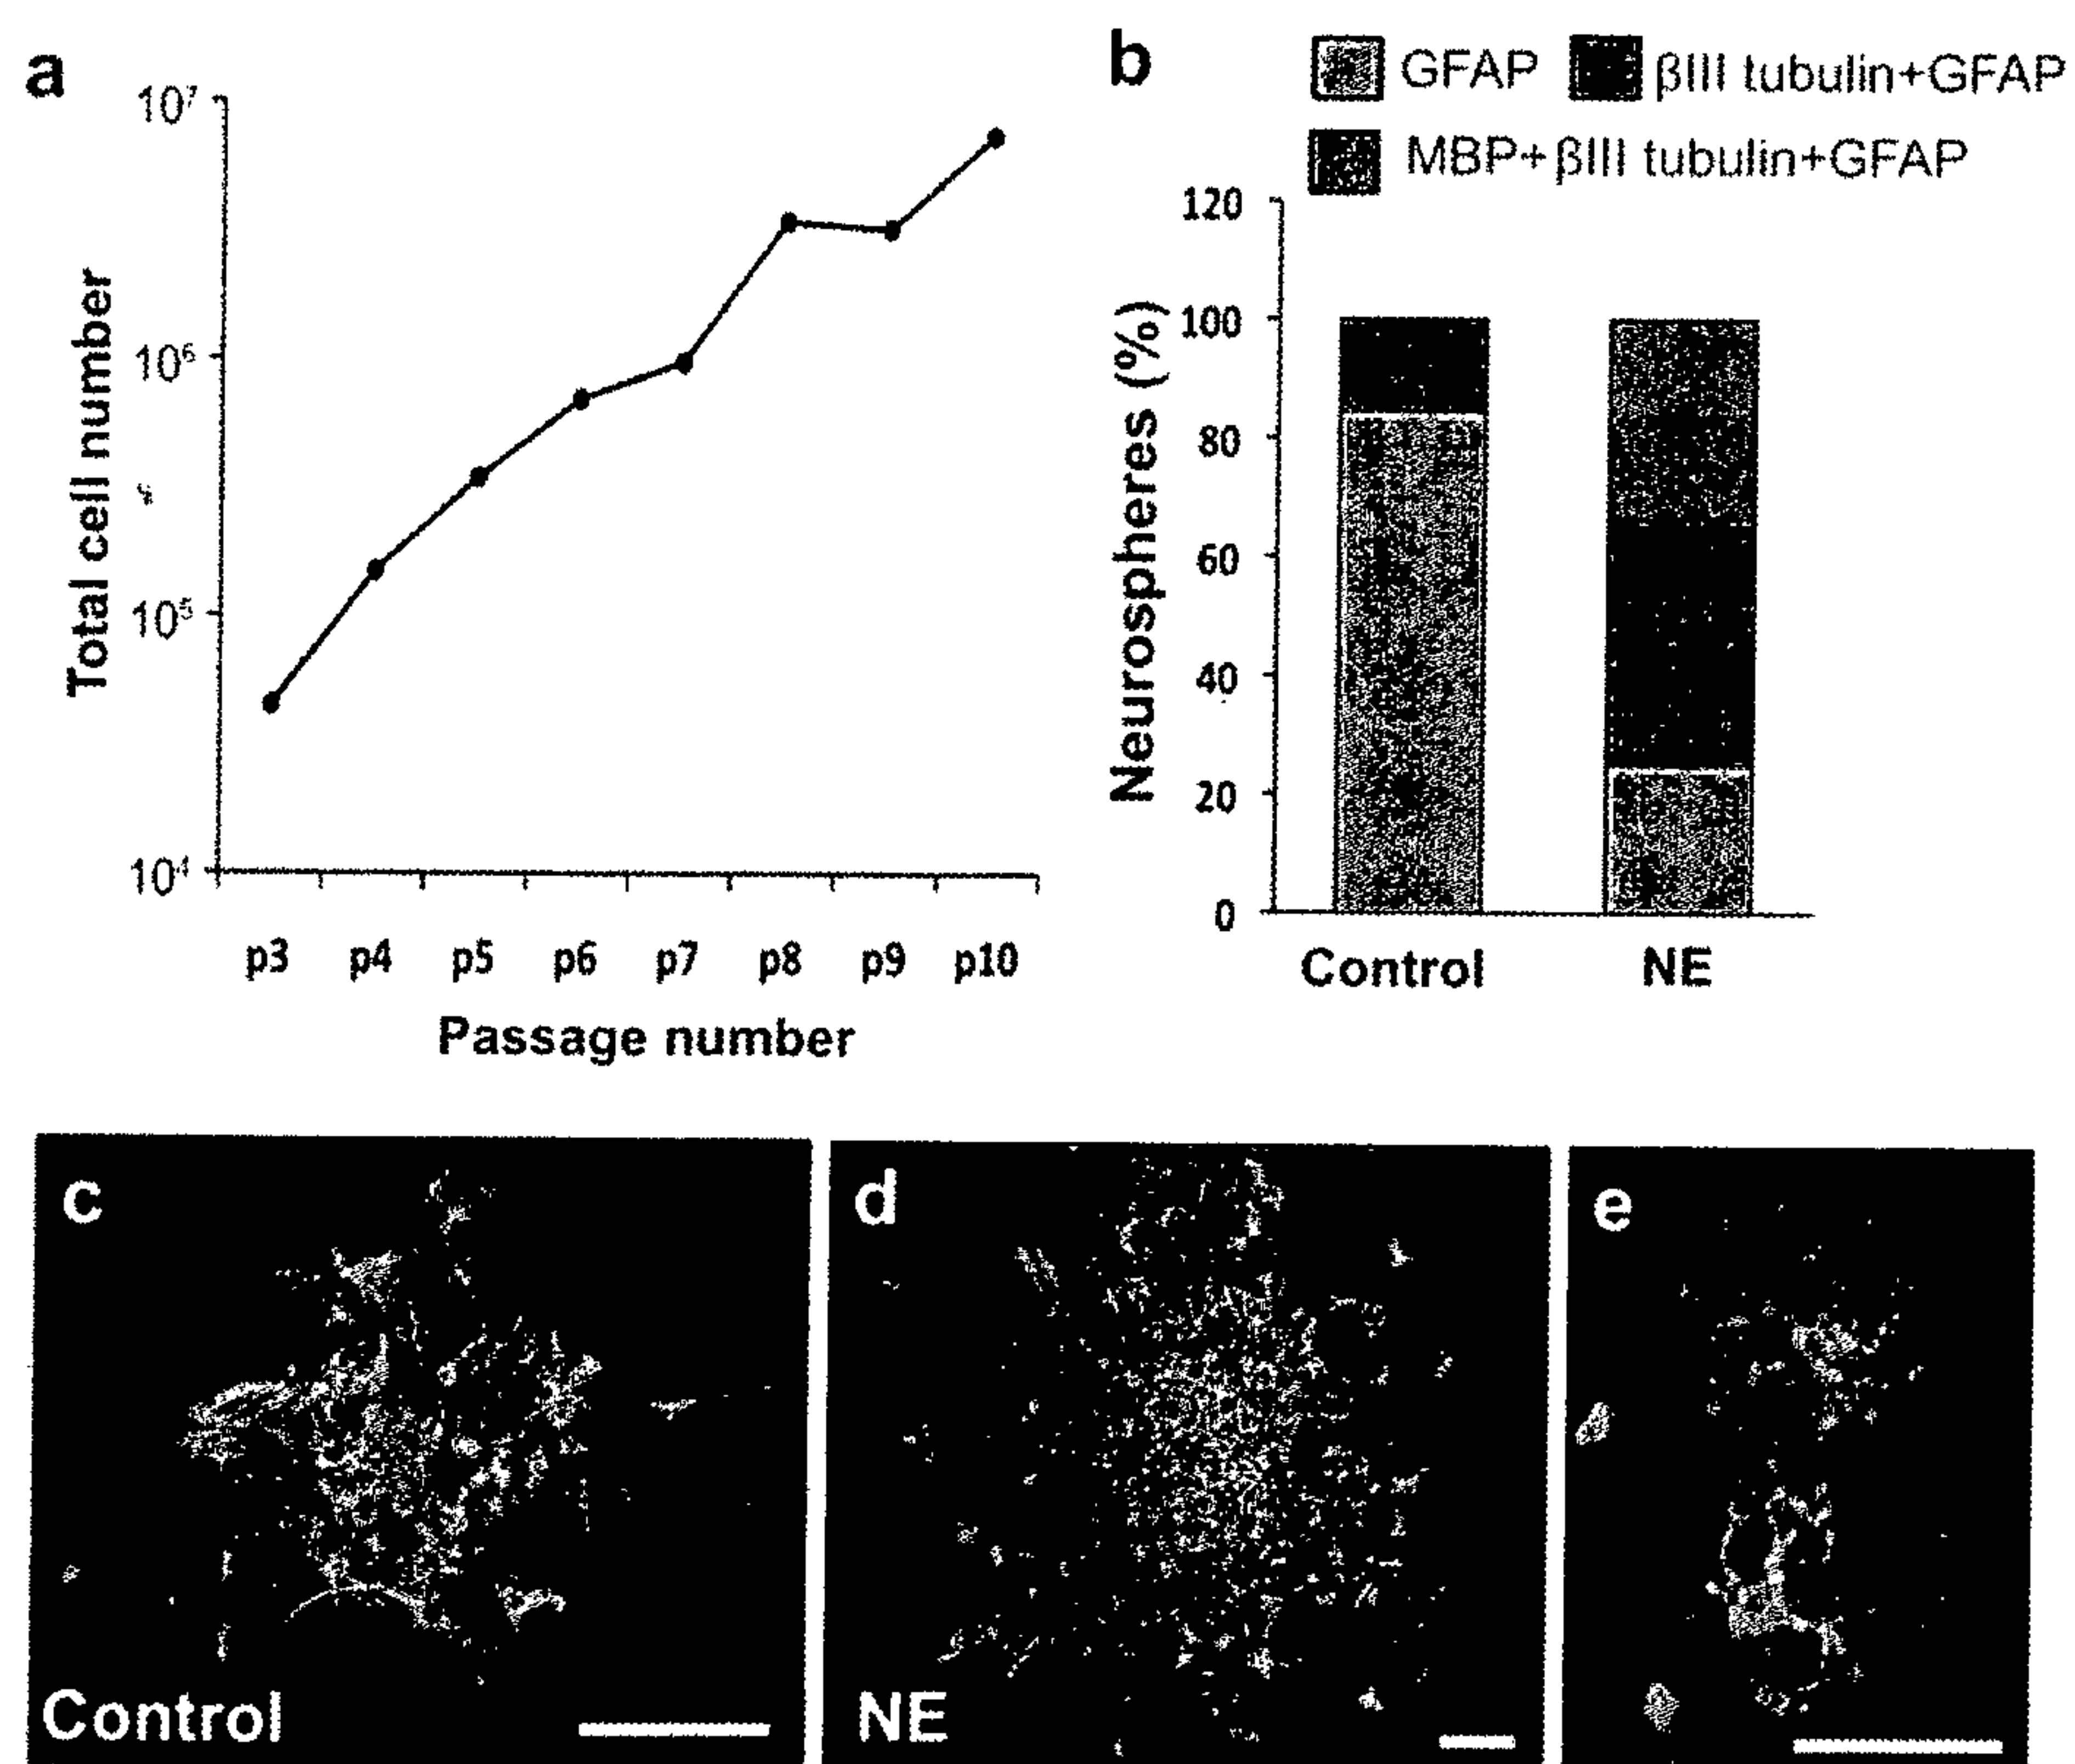 a
10⁷
10⁶
10⁵
10⁴
Total cell number
p3 p4 p5 p6 p7 p8 p9 p10
Passage number
b
GFAP βIII tubulin+GFAP
MBP+βIII tubulin+GFAP
120
100
80
60
40
20
0
Neurospheres (%)
Control NE
c
Control
d
NE
e